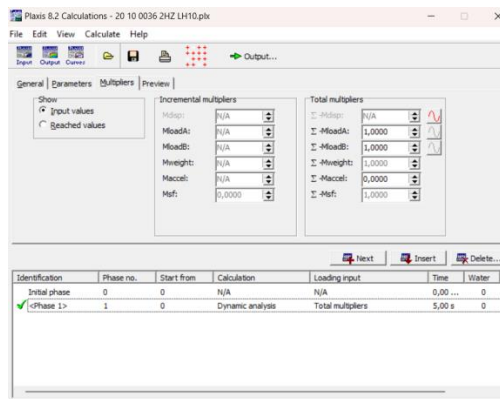 Plaxis 8.2 Calculations - 20 10 0036 2HZ LH10.plx
File Edit View Calculate Help
Input Output Curves Output...
General Parameters Multipliers Preview
Show Incremental multipliers Total multipliers
Input values Mdisp: N/A Σ -Mdisp: N/A
Reached values MloadA: N/A Σ -MloadA: 1,0000
MloadB: N/A Σ -MloadB: 1,0000
Mweight: N/A Σ -Mweight: 1,0000
Maccel: N/A Σ -Maccel: 0,0000
Msf: 0,0000 Σ -Msf: 1,0000
Next Insert Delete...
Identification Phase no. Start from Calculation Loading input Time Water
Initial phase 0 0 N/A N/A 0,00 ... 0
<Phase 1> 1 0 Dynamic analysis Total multipliers 5,00 s 0